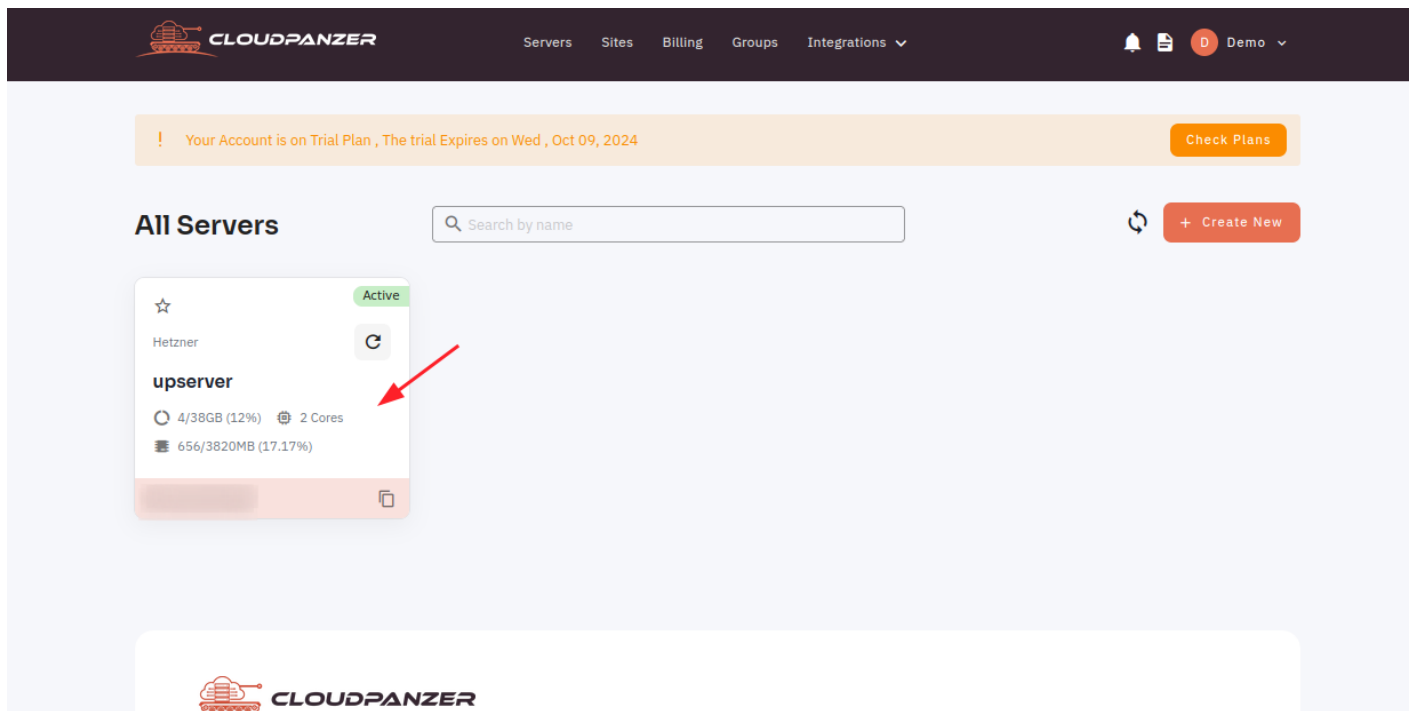 CLOUDPANZER Servers Sites Billing Groups Integrations D Demo
! Your Account is on Trial Plan , The trial Expires on Wed , Oct 09, 2024 Check Plans
All Servers Search by name + Create New
Active
Hetzner
upserver
4/38GB (12%) 2 Cores
656/3820MB (17.17%)
CLOUDPANZER